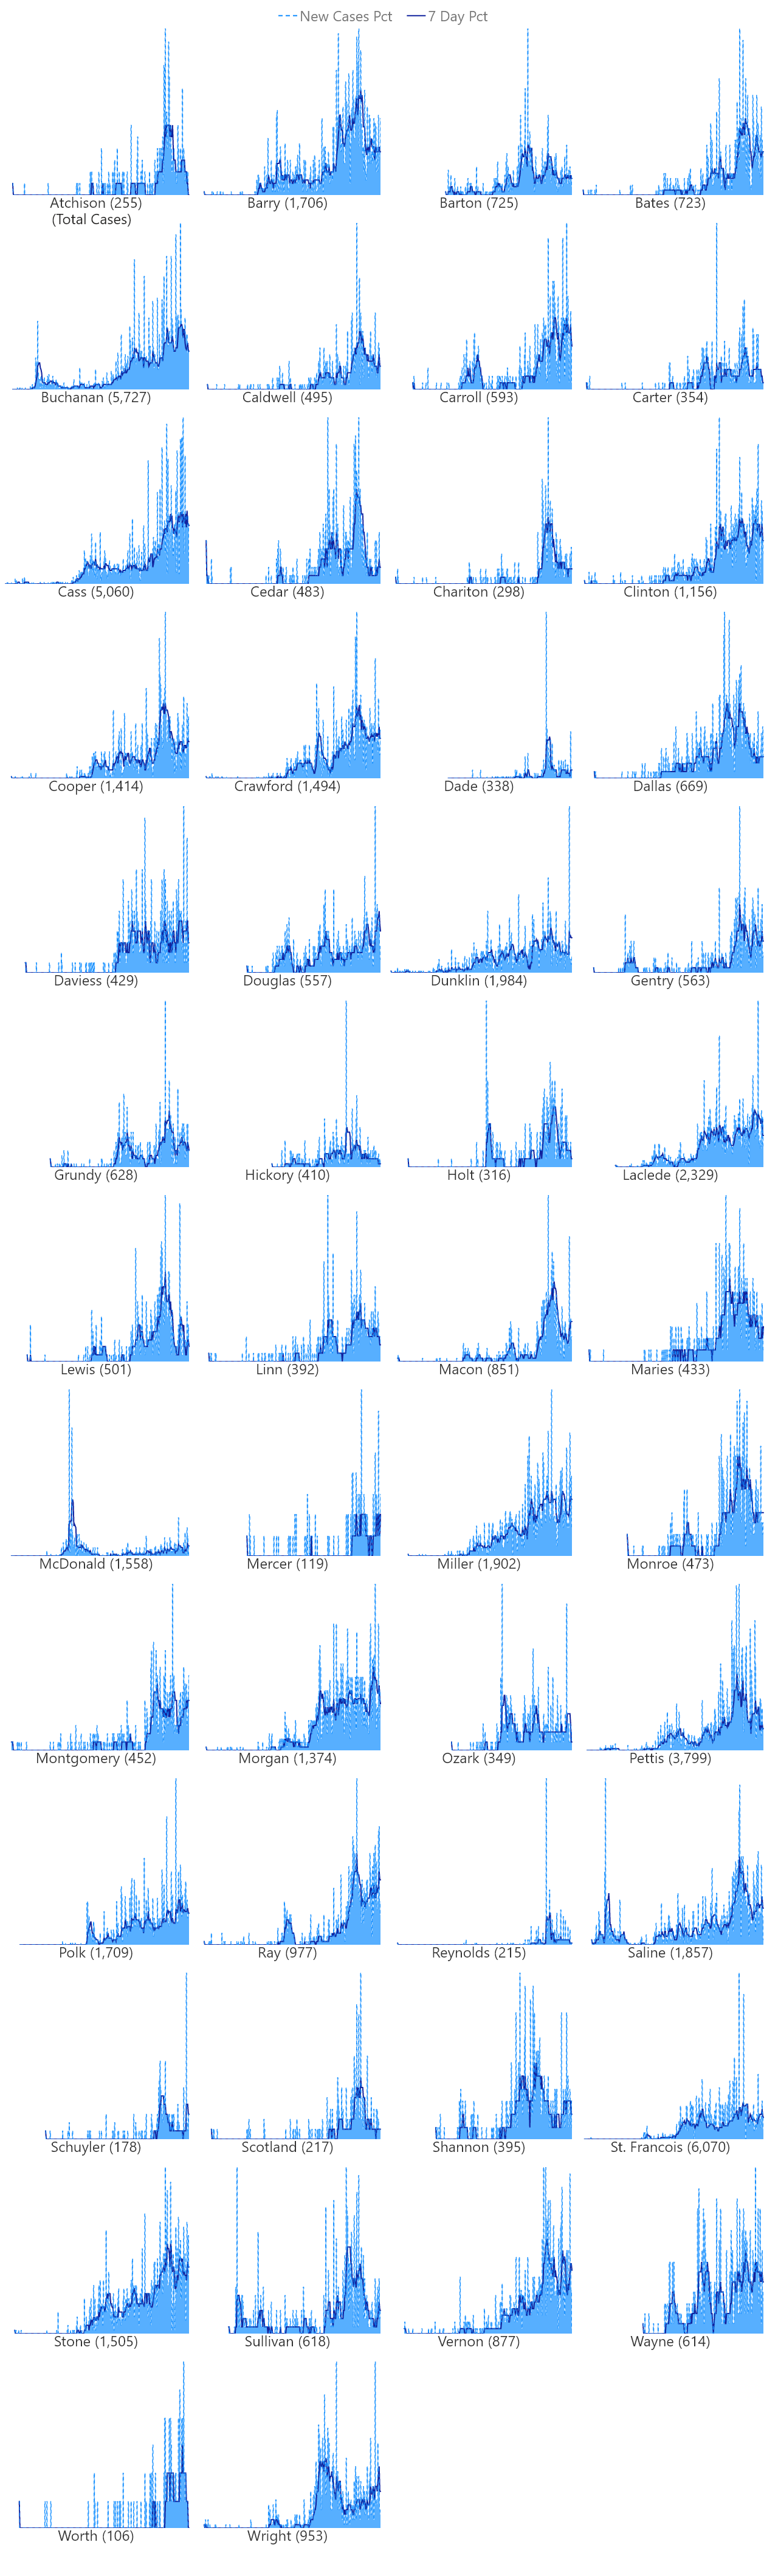 New Cases Pct 7 Day Pct
Atchison (255) Barry (1,706) Barton (725) Bates (723)
(Total Cases)
Buchanan (5,727) Caldwell (495) Carroll (593) Carter (354)
Cass (5,060) Cedar (483) Chariton (298) Clinton (1,156)
Cooper (1,414) Crawford (1,494) Dade (338) Dallas (669)
Daviess (429) Douglas (557) Dunklin (1,984) Gentry (563)
Grundy (628) Hickory (410) Holt (316) Laclede (2,329)
Lewis (501) Linn (392) Macon (851) Maries (433)
McDonald (1,558) Mercer (119) Miller (1,902) Monroe (473)
Montgomery (452) Morgan (1,374) Ozark (349) Pettis (3,799)
Polk (1,709) Ray (977) Reynolds (215) Saline (1,857)
Schuyler (178) Scotland (217) Shannon (395) St. Francois (6,070)
Stone (1,505) Sullivan (618) Vernon (877) Wayne (614)
Worth (106) Wright (953)